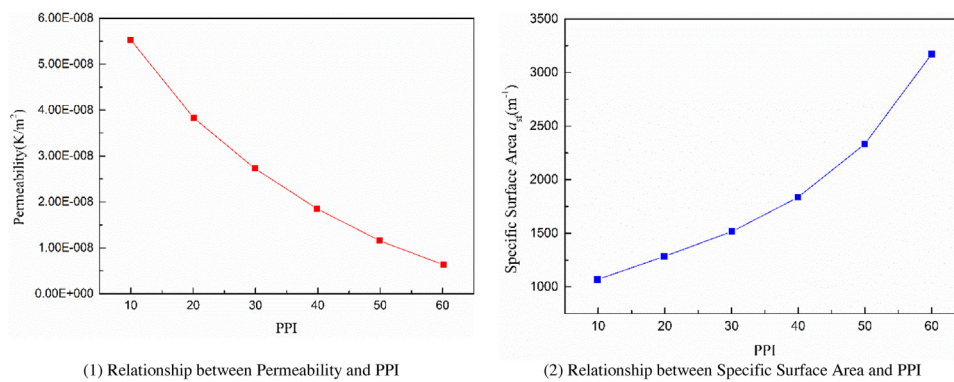 6.00E-008
5.00E-008
4.00E-008
3.00E-008
2.00E-008
1.00E-008
0.00E+000
Permeability(K/m²)
10 20 30 40 50 60
PPI
(1) Relationship between Permeability and PPI
3500
3000
2500
2000
1750
1500
1250
1000
Specific Surface Area aₛₜ(m⁻¹)
10 20 30 40 50 60
PPI
(2) Relationship between Specific Surface Area and PPI